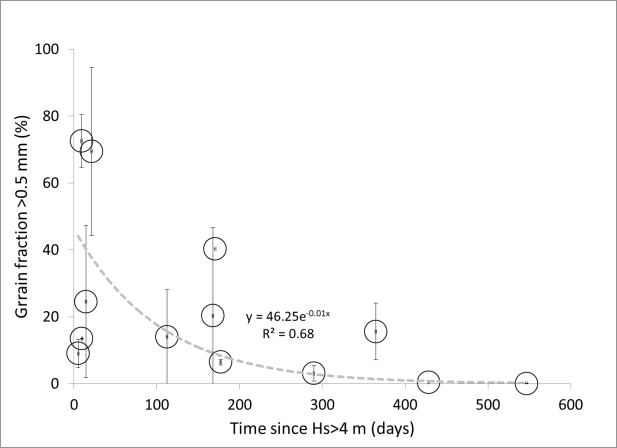 100
80
60
40
20
0
Grrain fraction >0.5 mm (%)
y = 46.25e^-0.01x
R² = 0.68
0 100 200 300 400 500 600
Time since Hs>4 m (days)